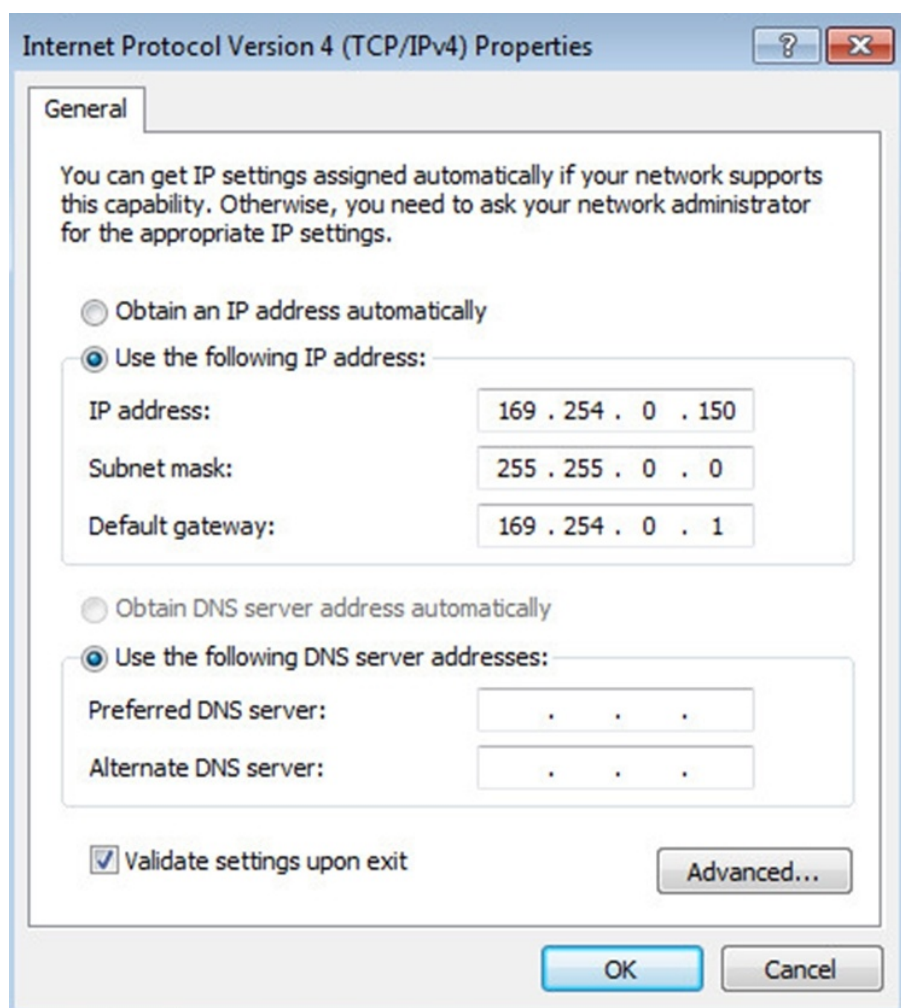 Internet Protocol Version 4 (TCP/IPv4) Properties
?
General
You can get IP settings assigned automatically if your network supports
this capability. Otherwise, you need to ask your network administrator
for the appropriate IP settings.
Obtain an IP address automatically
Use the following IP address:
IP address: 169 . 254 . 0 . 150
Subnet mask: 255 . 255 . 0 . 0
Default gateway: 169 . 254 . 0 . 1
Obtain DNS server address automatically
Use the following DNS server addresses:
Preferred DNS server: . . .
Alternate DNS server: . . .
Validate settings upon exit
Advanced...
OK Cancel